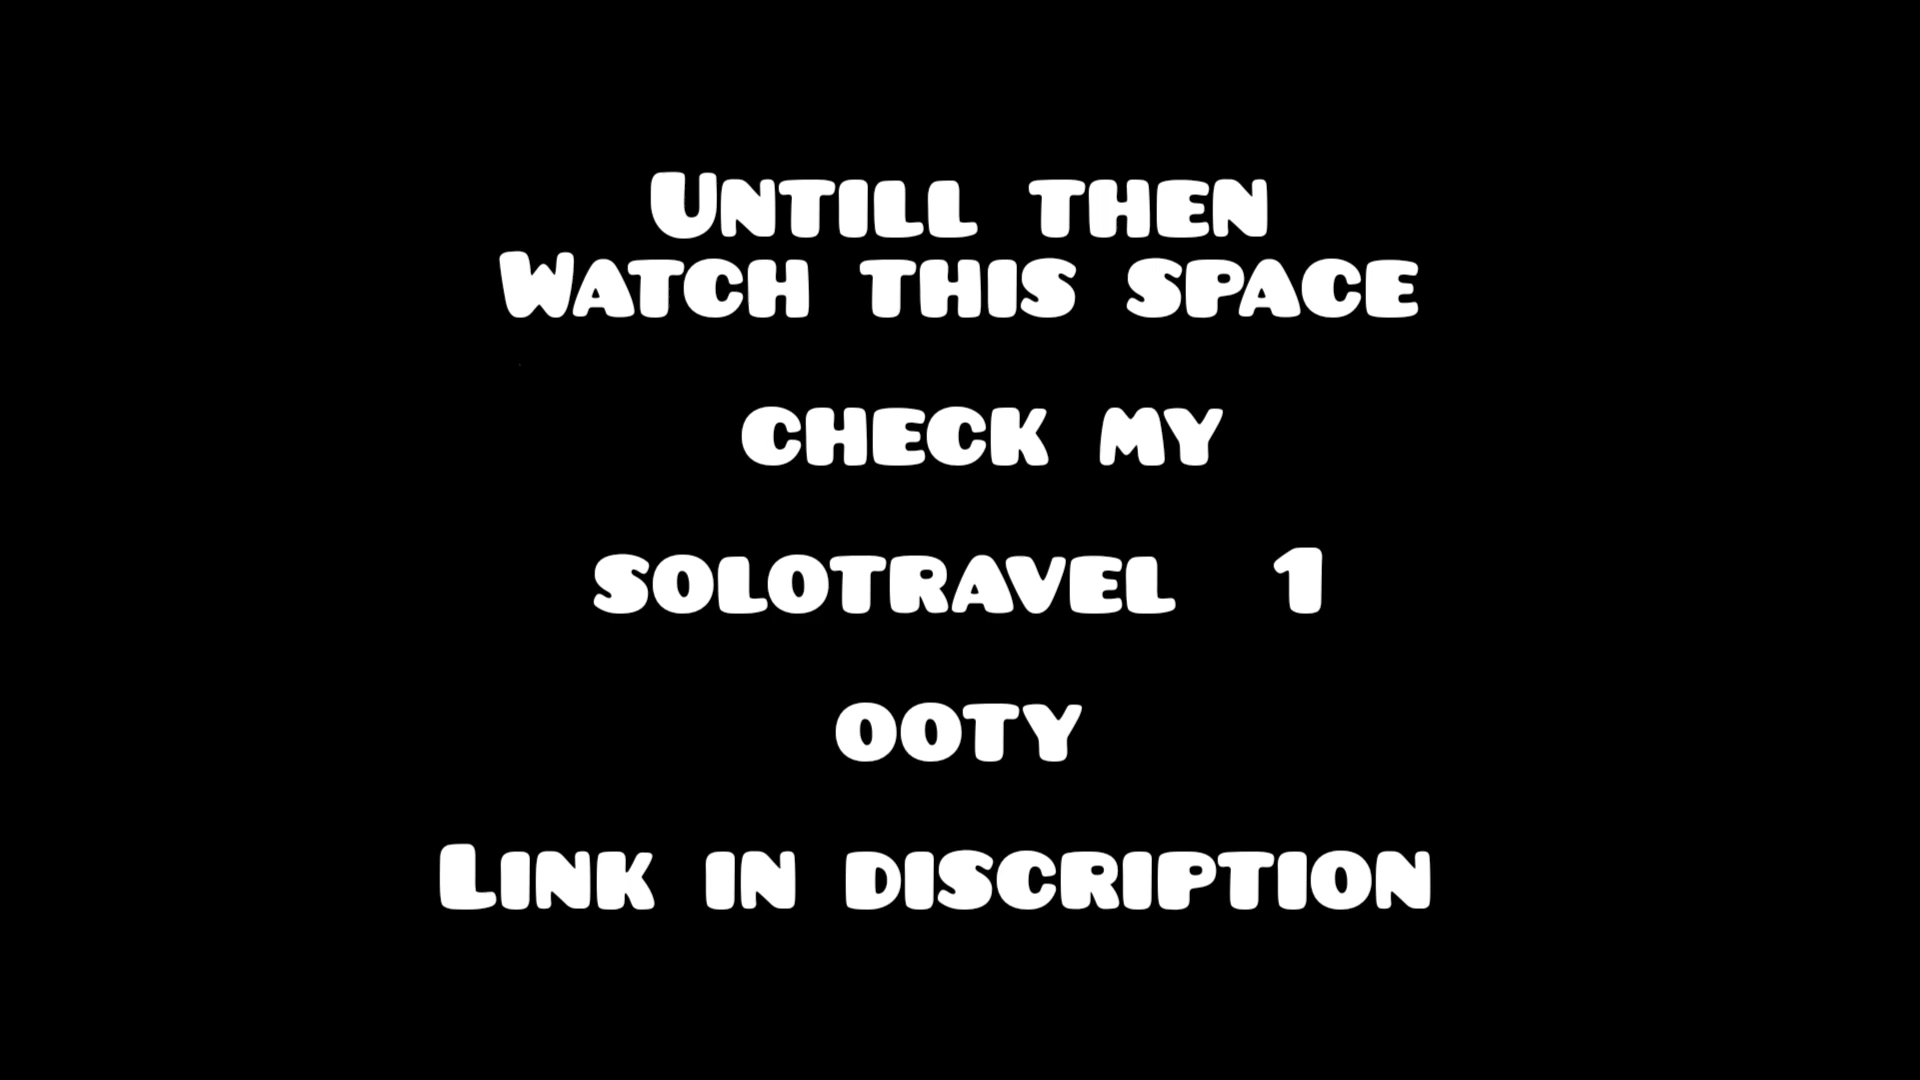 Untill then
Watch this space
check my
solotravel 1
ooty
Link in discription